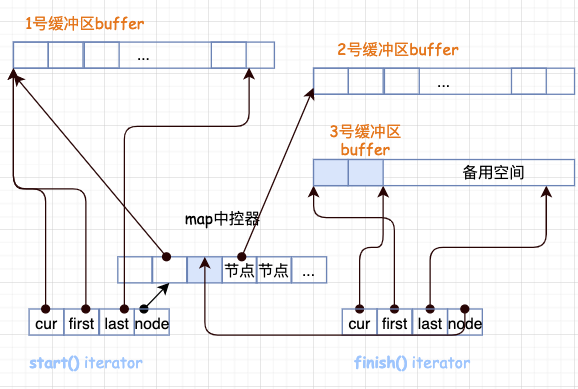 1号缓冲区buffer
...
2号缓冲区buffer
...
3号缓冲区
buffer
备用空间
map中控器
节点 节点 ...
cur first last node
cur first last node
start() iterator
finish() iterator